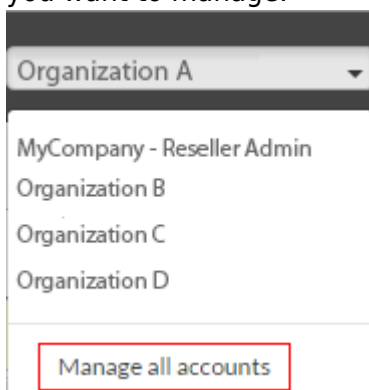 you want to manage.
Organization A
MyCompany - Reseller Admin
Organization B
Organization C
Organization D
Manage all accounts